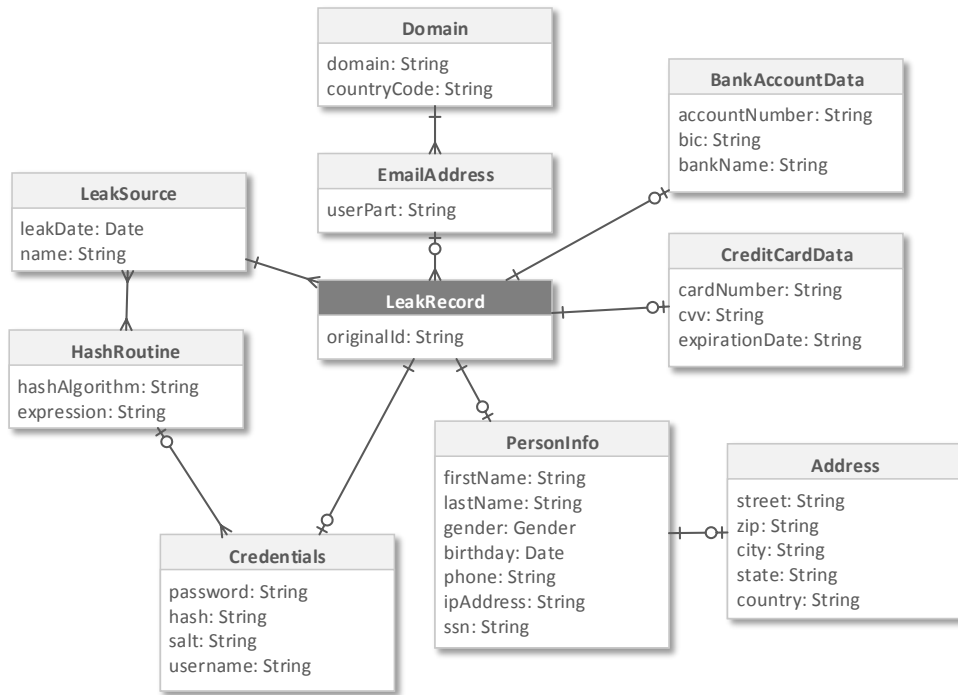 Domain
domain: String
countryCode: String
BankAccountData
accountNumber: String
bic: String
bankName: String
EmailAddress
userPart: String
LeakSource
leakDate: Date
name: String
CreditCardData
cardNumber: String
cvv: String
expirationDate: String
LeakRecord
originalId: String
HashRoutine
hashAlgorithm: String
expression: String
PersonInfo
firstName: String
lastName: String
gender: Gender
birthday: Date
phone: String
ipAddress: String
ssn: String
Address
street: String
zip: String
city: String
state: String
country: String
Credentials
password: String
hash: String
salt: String
username: String